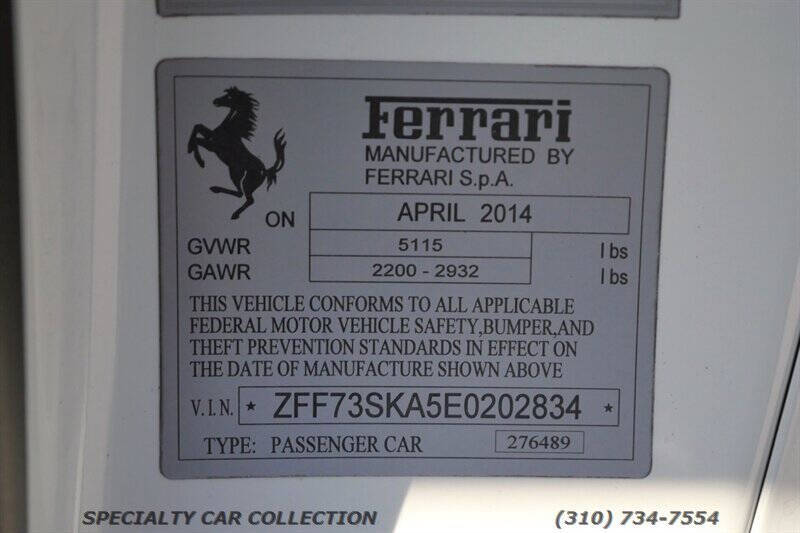 Ferrari
MANUFACTURED BY
FERRARI S.p.A.
ON APRIL 2014
GVWR 5115 lbs
GAWR 2200 - 2932 lbs
THIS VEHICLE CONFORMS TO ALL APPLICABLE
FEDERAL MOTOR VEHICLE SAFETY,BUMPER,AND
THEFT PREVENTION STANDARDS IN EFFECT ON
THE DATE OF MANUFACTURE SHOWN ABOVE
V.I.N. * ZFF73SKA5E0202834 *
TYPE: PASSENGER CAR 276489
SPECIALTY CAR COLLECTION (310) 734-7554